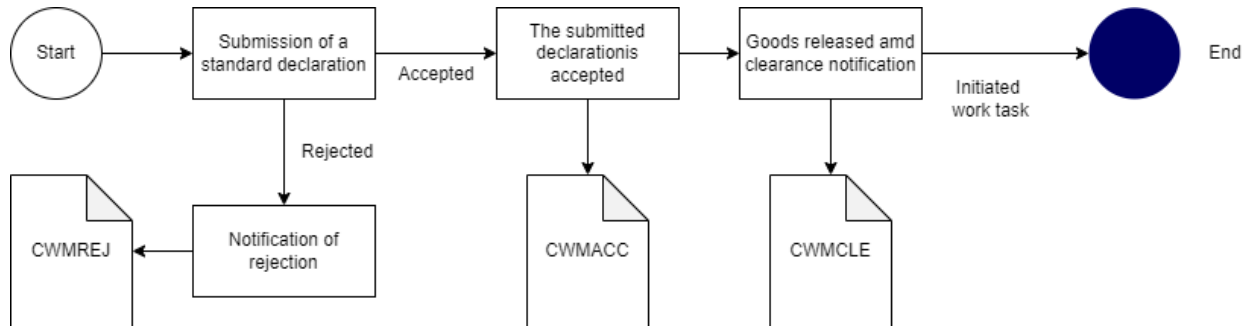 Start
Submission of a
standard declaration
Accepted
The submitted
declarationis
accepted
Goods released amd
clearance notification
Initiated
work task
End
Rejected
CWMREJ
Notification of
rejection
CWMACC
CWMCLE